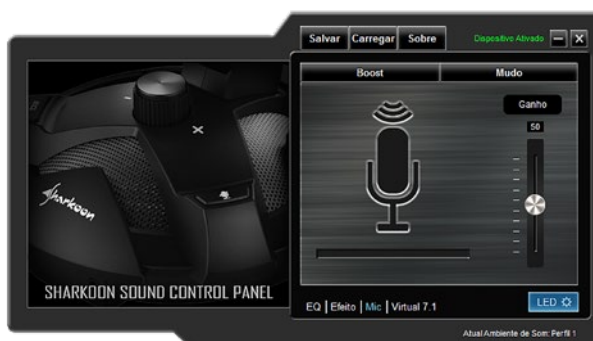 Salvar Carregar Sobre Dispositivo Ativado
Boost Mudo
Ganho
50
Sharkoon
SHARKOON SOUND CONTROL PANEL
EQ | Efeito | Mic | Virtual 7.1
LED
Atual Ambiente de Som: Perfil 1